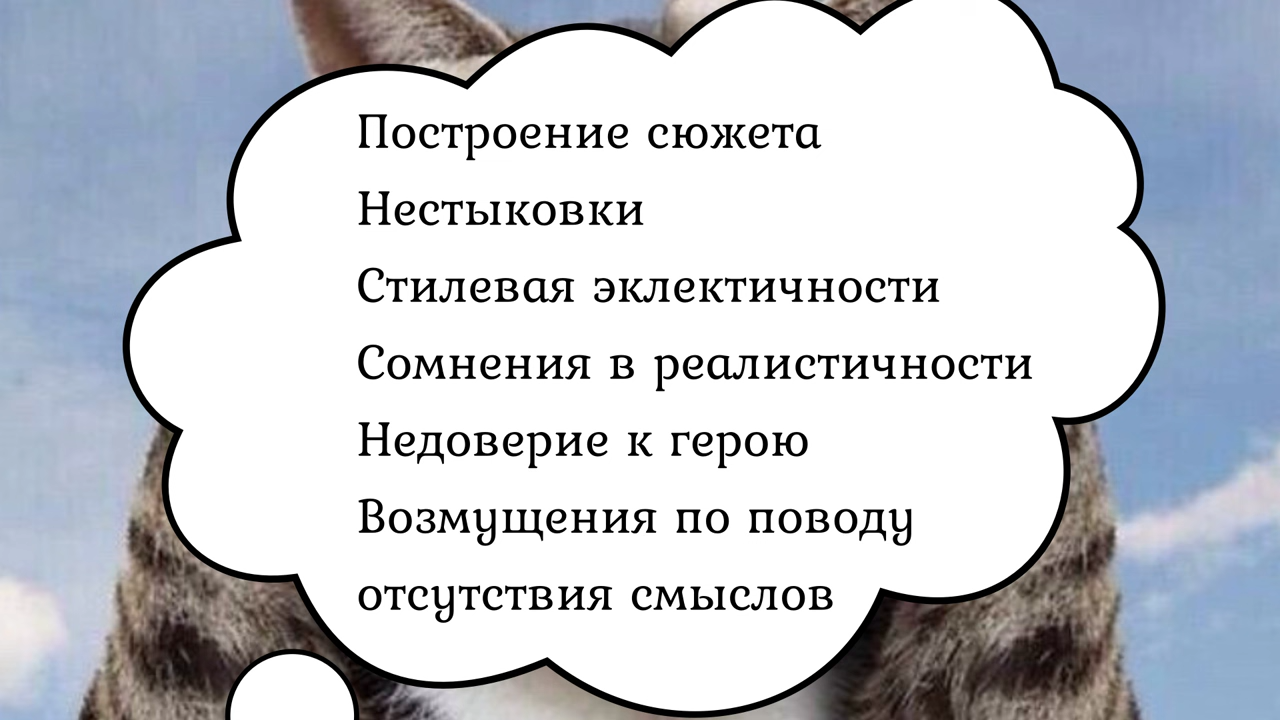 Построение сюжета
Нестыковки
Стилевая эклектичности
Сомнения в реалистичности
Недоверие к герою
Возмущения по поводу
отсутствия смыслов